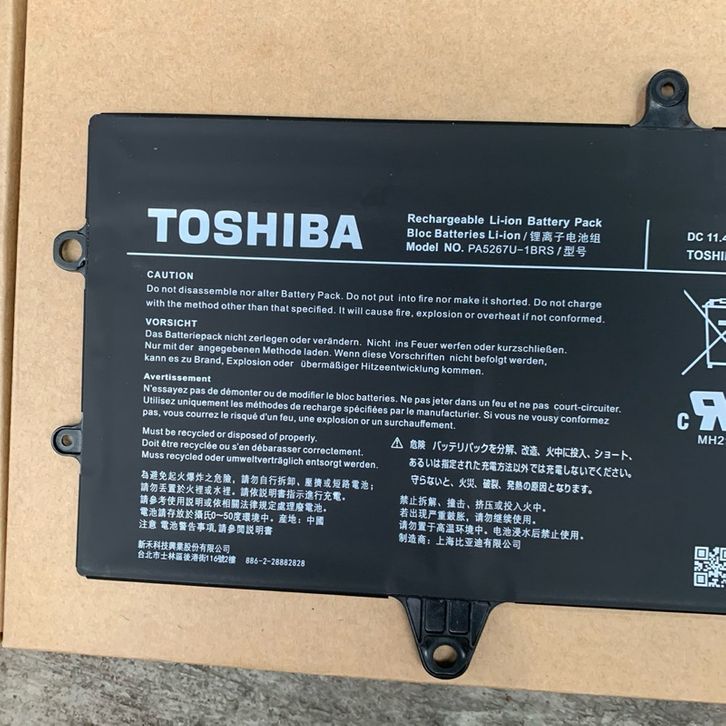 TOSHIBA
Rechargeable Li-ion Battery Pack
Bloc Batteries Li-ion/锂离子电池组
Model NO. PA5267U-1BRS/型号
DC 11.4
TOSHI
CAUTION
Do not disassemble nor alter Battery Pack. Do not put into fire nor make it shorted. Do not charge
with the method other than that specified. It will cause fire, explosion or overheat if not conformed.
VORSICHT
Das Batteriepack nicht zerlegen oder verändern. Nicht ins Feuer werfen oder kurzschließen.
Nur mit der angegebenen Methode laden. Wenn diese Vorschriften nicht befolgt werden,
kann es zu Brand, Explosion oder übermäßiger Hitzeentwicklung kommen.
Avertissement
N'essayez pas de démonter ou de modifier le bloc batteries. Ne pas jeter dans un feu et ne pas court-circuiter.
Utilisez uniquement les méthodes de recharge spécifiées par le manufacturier. Si vous ne vousey conformez
pas, vous courrez le risqué d'un feu, une explosion or un surchauffement.
Must be recycled or disposed of properly.
Doit être recyclée ou s'en débarasser correctement.
Muss recycled oder umweltverträglich entsorgt werden.
為避免起火爆炸之危險，請勿自行拆卸、壓擠或短路電池；
請勿丟置於火裡或水裡。請依説明書指示進行充電。
請參考使用説明或依相關法規規定處理廢電池。
電池請存放於攝氏0～50度環境中。産地：中國
注意 電池警告事項,請參閲説明書
新禾科技興業股份有限公司
台北市士林區後港街116號2樓 886-2-28882828
⚠ 危険 バッテリパックを分解、改造、火中に投入、ショート、
あるいは指定された充電方法以外では充電しないでください。
守らないと、火災、破裂、発熱の原因となります。
禁止拆解、撞击、挤压或投入火中。
若出现严重鼓胀，请勿继续使用。
请勿置于高温环境中。电池浸水后禁止使用。
制造商：上海比亚迪有限公司
c
MH2